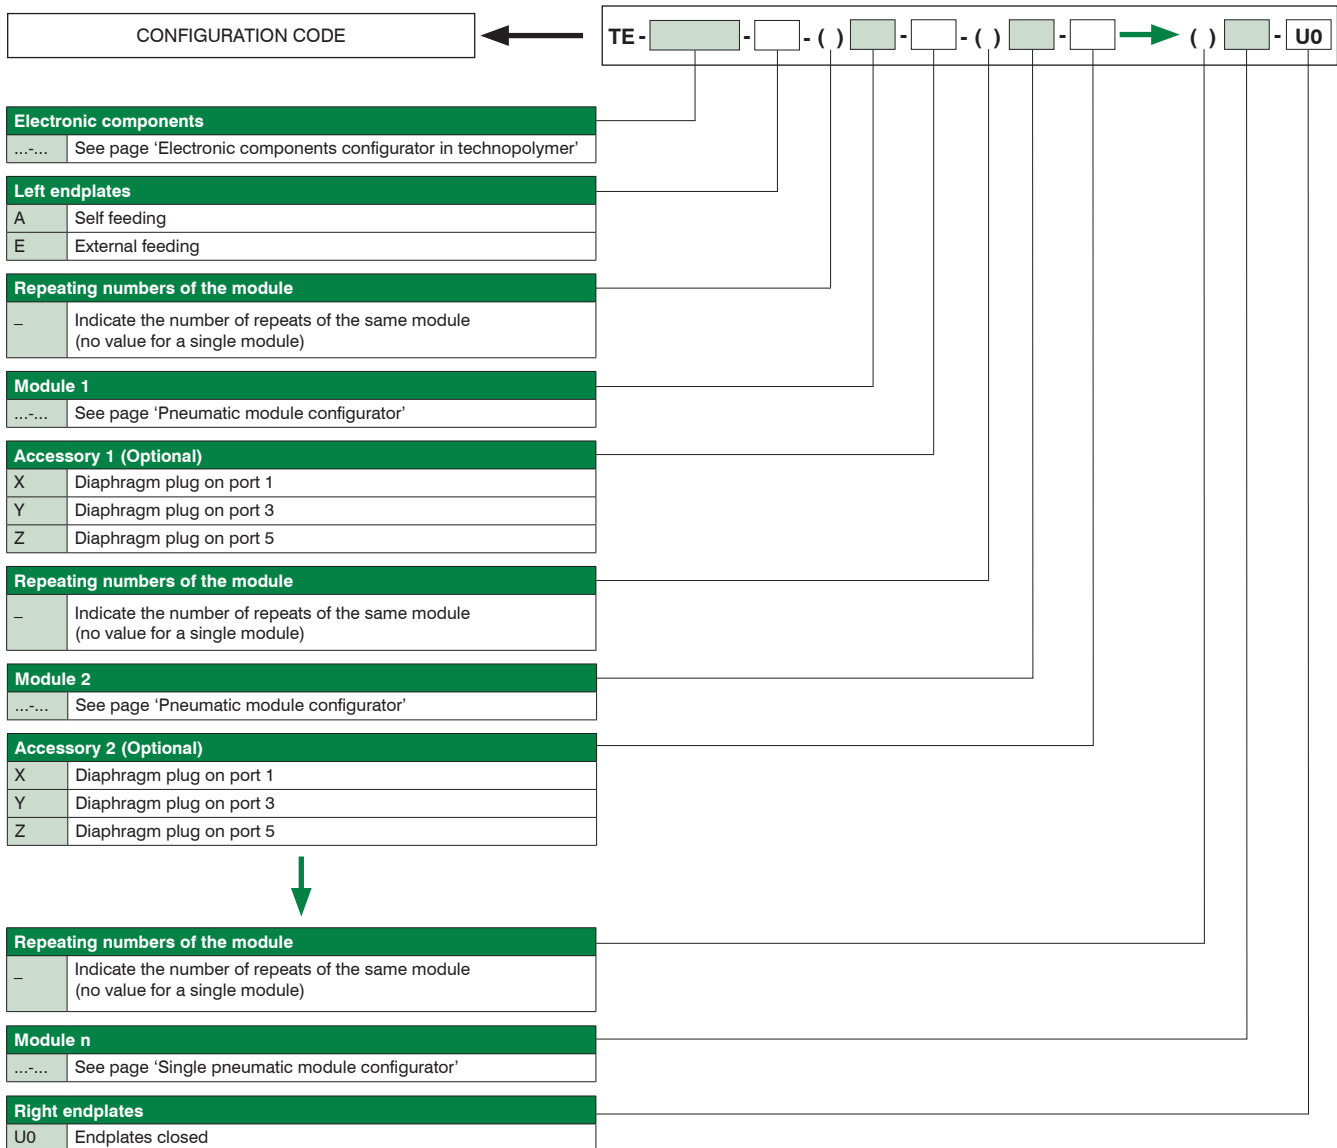 CONFIGURATION CODE
TE - - - ( ) - - ( ) - ( ) - U0
Electronic components
...-... See page ‘Electronic components configurator in technopolymer’
Left endplates
A Self feeding
E External feeding
Repeating numbers of the module
– Indicate the number of repeats of the same module
(no value for a single module)
Module 1
...-... See page ‘Pneumatic module configurator’
Accessory 1 (Optional)
X Diaphragm plug on port 1
Y Diaphragm plug on port 3
Z Diaphragm plug on port 5
Repeating numbers of the module
– Indicate the number of repeats of the same module
(no value for a single module)
Module 2
...-... See page ‘Pneumatic module configurator’
Accessory 2 (Optional)
X Diaphragm plug on port 1
Y Diaphragm plug on port 3
Z Diaphragm plug on port 5
Repeating numbers of the module
– Indicate the number of repeats of the same module
(no value for a single module)
Module n
...-... See page ‘Single pneumatic module configurator’
Right endplates
U0 Endplates closed